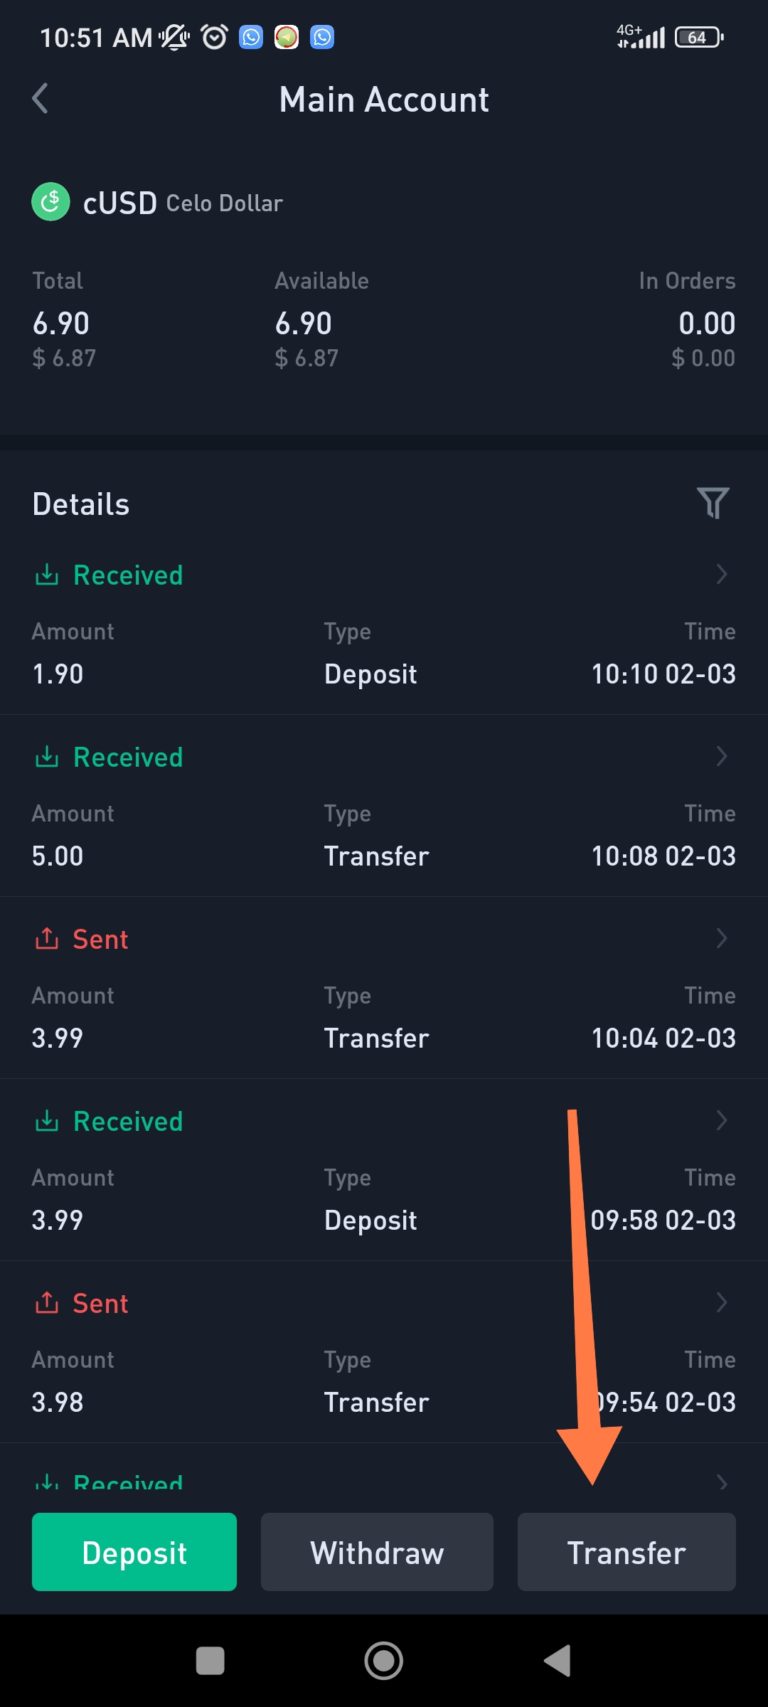 10:51 AM 4G+ 64
Main Account
cUSD Celo Dollar
Total Available In Orders
6.90 6.90 0.00
$ 6.87 $ 6.87 $ 0.00
Details
Received
Amount Type Time
1.90 Deposit 10:10 02-03
Received
Amount Type Time
5.00 Transfer 10:08 02-03
Sent
Amount Type Time
3.99 Transfer 10:04 02-03
Received
Amount Type Time
3.99 Deposit 09:58 02-03
Sent
Amount Type Time
3.98 Transfer 09:54 02-03
Received
Deposit Withdraw Transfer